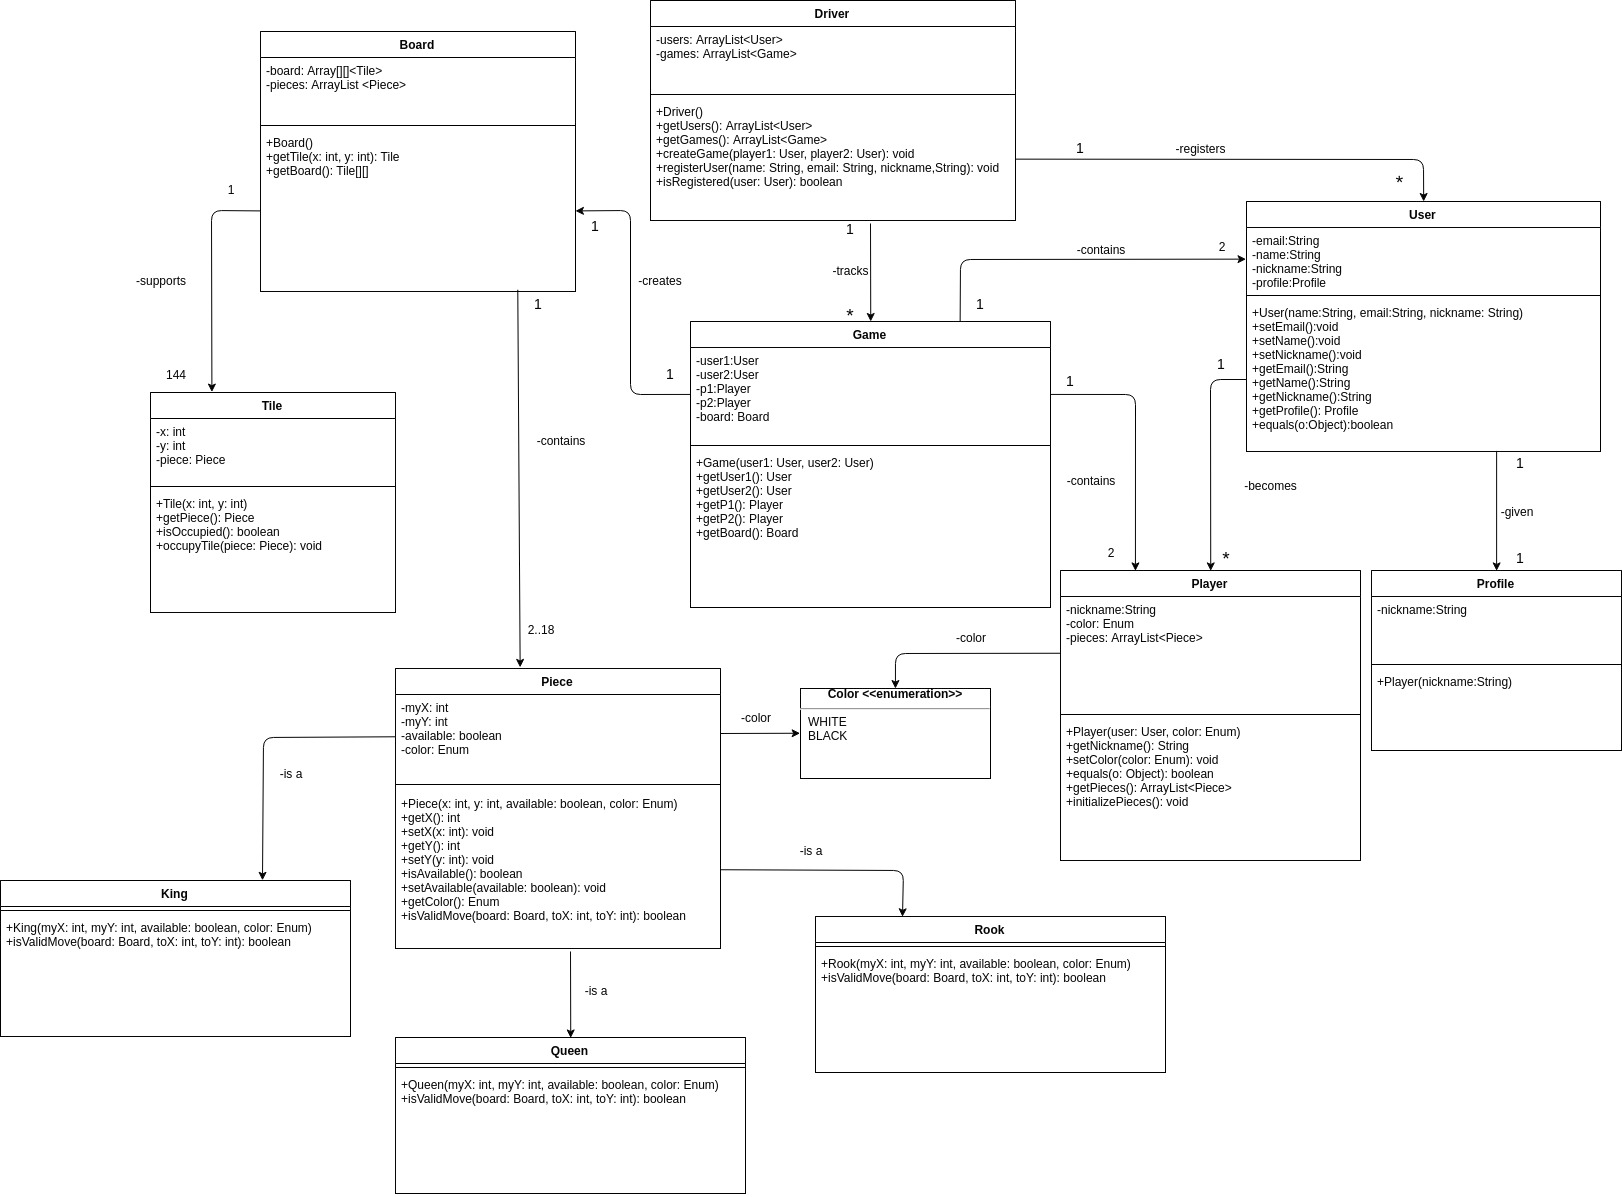 Driver
-users: ArrayList<User>
-games: ArrayList<Game>
+Driver()
+getUsers(): ArrayList<User>
+getGames(): ArrayList<Game>
+createGame(player1: User, player2: User): void
+registerUser(name: String, email: String, nickname,String): void
+isRegistered(user: User): boolean
Board
-board: Array[][]<Tile>
-pieces: ArrayList <Piece>
+Board()
+getTile(x: int, y: int): Tile
+getBoard(): Tile[][]
1
-registers
*
1
-supports
144
1
-creates
1
1
-tracks
*
1
-contains
2
User
-email:String
-name:String
-nickname:String
-profile:Profile
+User(name:String, email:String, nickname: String)
+setEmail():void
+setName():void
+setNickname():void
+getEmail():String
+getName():String
+getNickname():String
+getProfile(): Profile
+equals(o:Object):boolean
Game
-user1:User
-user2:User
-p1:Player
-p2:Player
-board: Board
+Game(user1: User, user2: User)
+getUser1(): User
+getUser2(): User
+getP1(): Player
+getP2(): Player
+getBoard(): Board
Tile
-x: int
-y: int
-piece: Piece
+Tile(x: int, y: int)
+getPiece(): Piece
+isOccupied(): boolean
+occupyTile(piece: Piece): void
1
-contains
2..18
1
-contains
2
1
-becomes
*
1
-given
1
Player
-nickname:String
-color: Enum
-pieces: ArrayList<Piece>
+Player(user: User, color: Enum)
+getNickname(): String
+setColor(color: Enum): void
+equals(o: Object): boolean
+getPieces(): ArrayList<Piece>
+initializePieces(): void
Profile
-nickname:String
+Player(nickname:String)
-color
Color <<enumeration>>
WHITE
BLACK
-color
Piece
-myX: int
-myY: int
-available: boolean
-color: Enum
+Piece(x: int, y: int, available: boolean, color: Enum)
+getX(): int
+setX(x: int): void
+getY(): int
+setY(y: int): void
+isAvailable(): boolean
+setAvailable(available: boolean): void
+getColor(): Enum
+isValidMove(board: Board, toX: int, toY: int): boolean
-is a
-is a
-is a
King
+King(myX: int, myY: int, available: boolean, color: Enum)
+isValidMove(board: Board, toX: int, toY: int): boolean
Rook
+Rook(myX: int, myY: int, available: boolean, color: Enum)
+isValidMove(board: Board, toX: int, toY: int): boolean
Queen
+Queen(myX: int, myY: int, available: boolean, color: Enum)
+isValidMove(board: Board, toX: int, toY: int): boolean